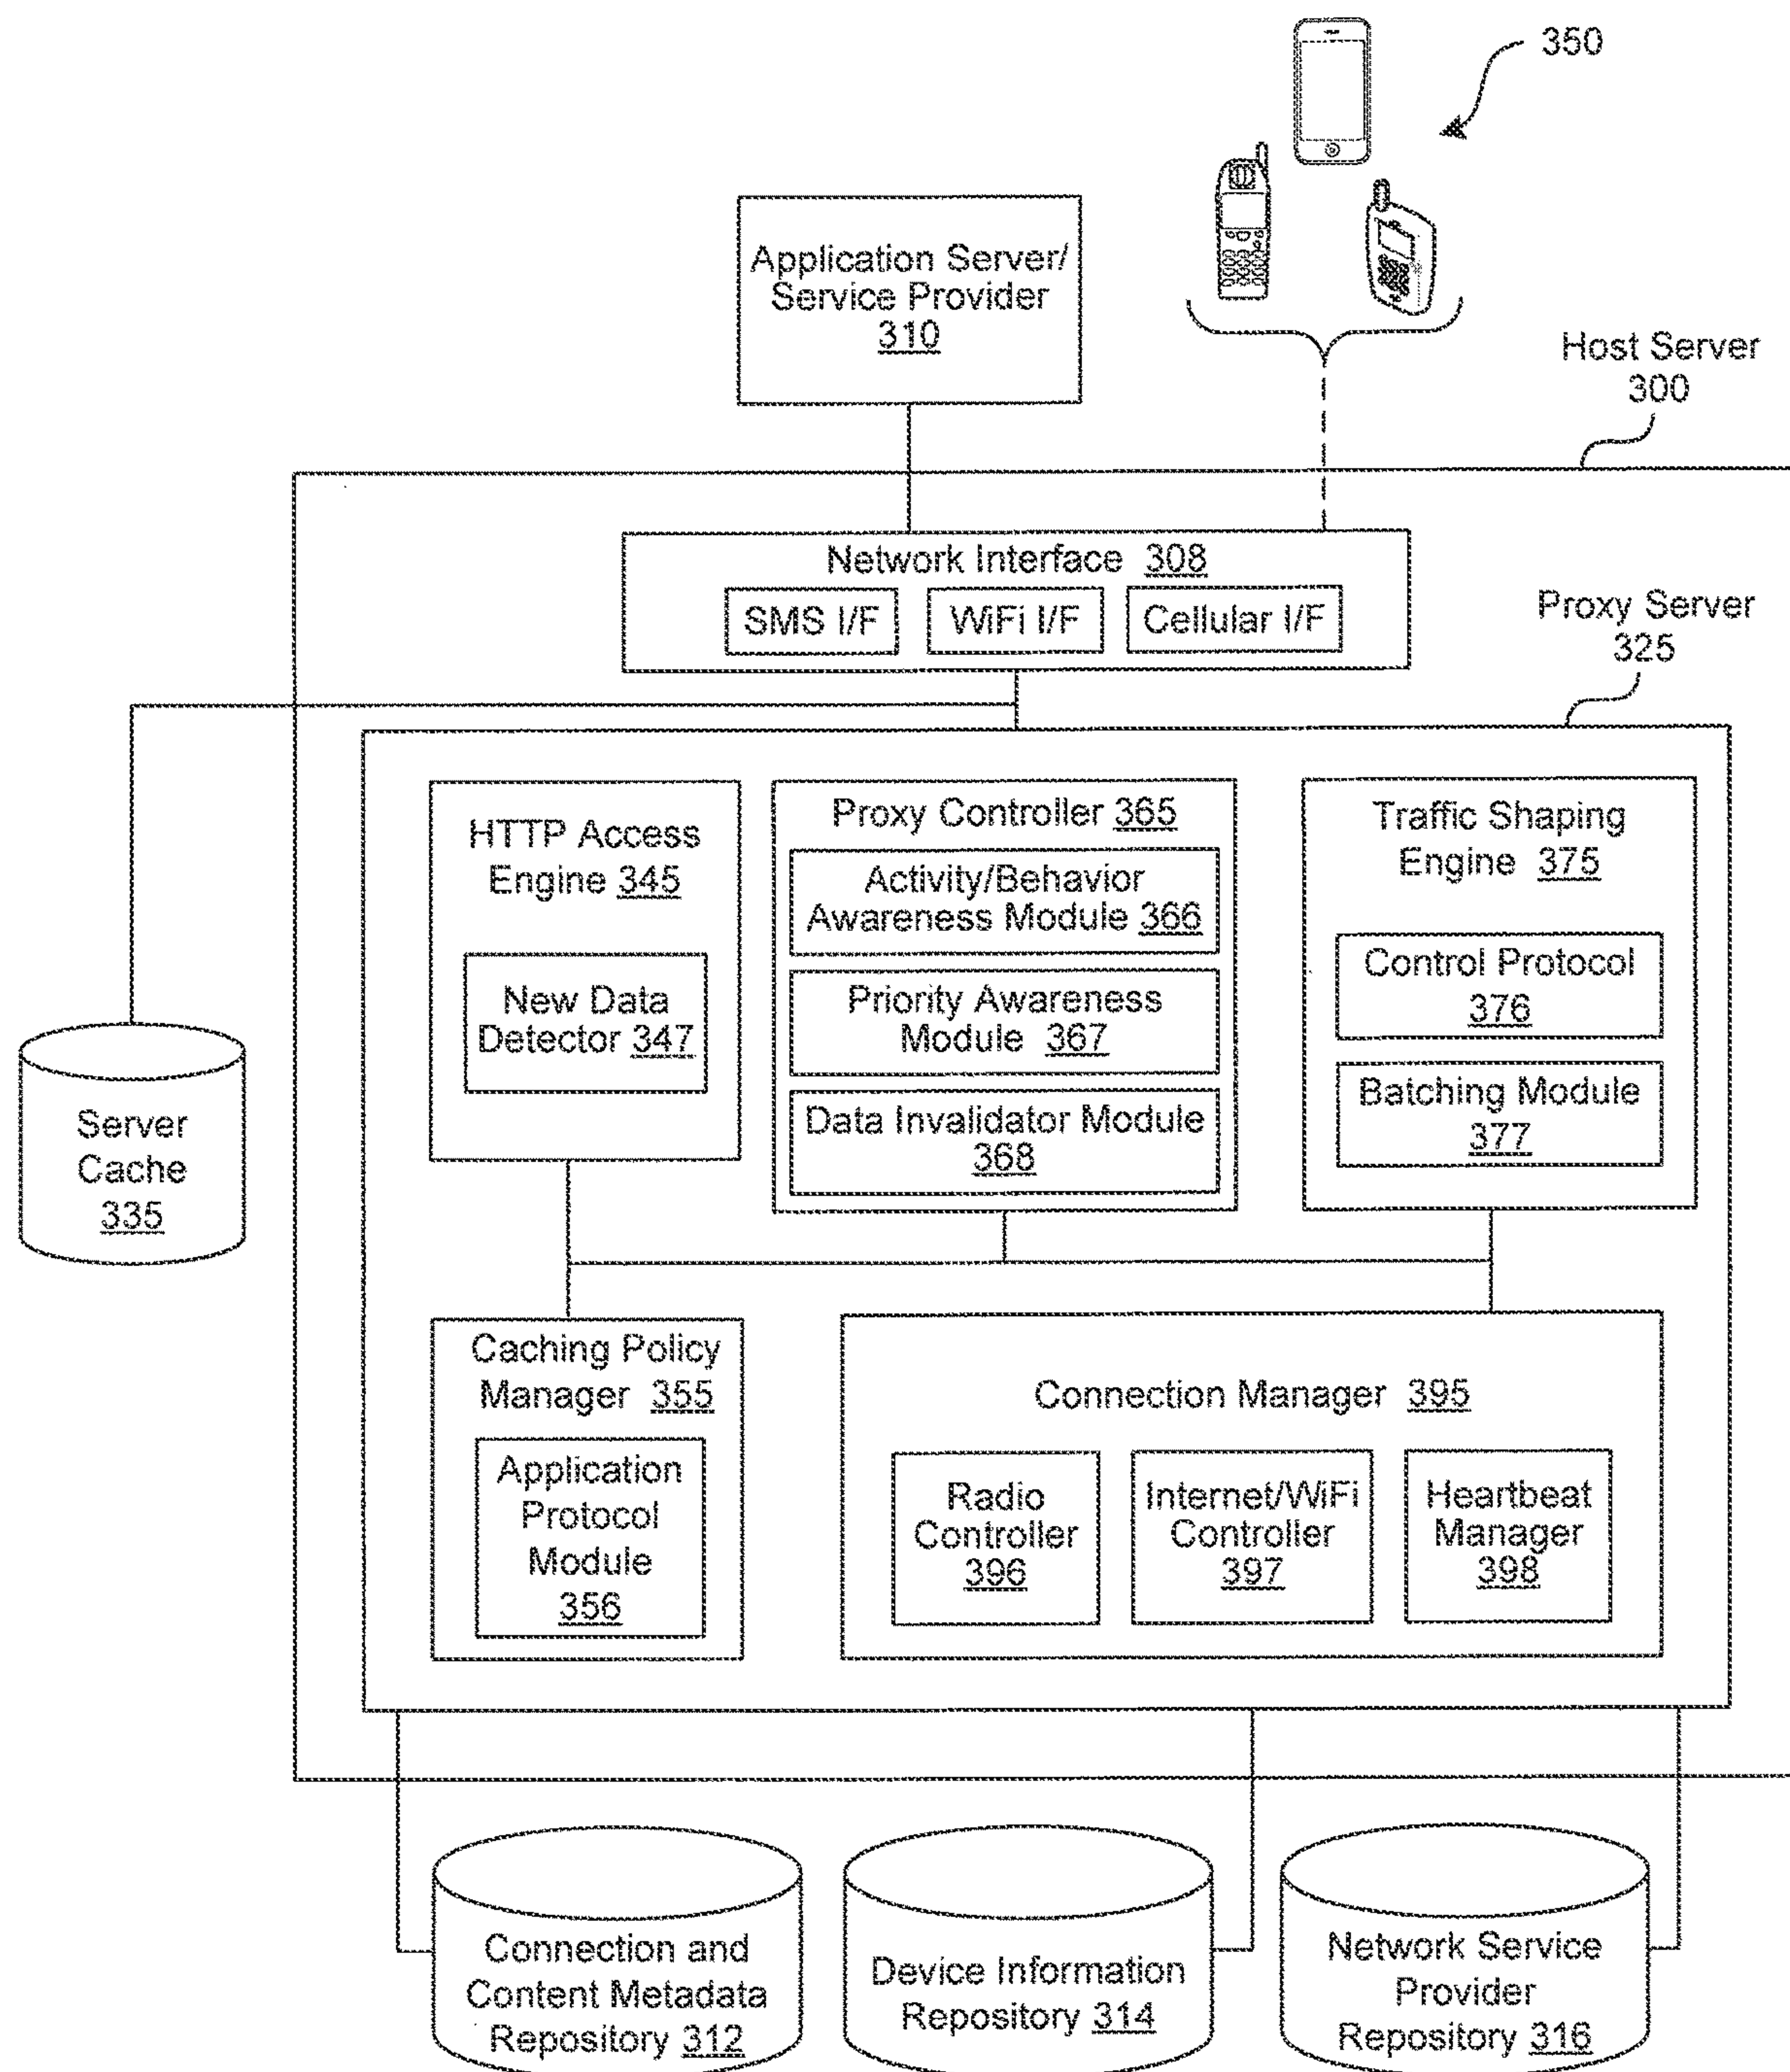 350
Application Server/
Service Provider
310
Host Server
300
Network Interface 308
SMS I/F
WiFi I/F
Cellular I/F
Proxy Server
325
HTTP Access
Engine 345
New Data
Detector 347
Proxy Controller 365
Activity/Behavior
Awareness Module 366
Priority Awareness
Module 367
Data Invalidator Module
368
Traffic Shaping
Engine 375
Control Protocol
376
Batching Module
377
Server
Cache
335
Caching Policy
Manager 355
Application
Protocol
Module
356
Connection Manager 395
Radio
Controller
396
Internet/WiFi
Controller
397
Heartbeat
Manager
398
Connection and
Content Metadata
Repository 312
Device Information
Repository 314
Network Service
Provider
Repository 316